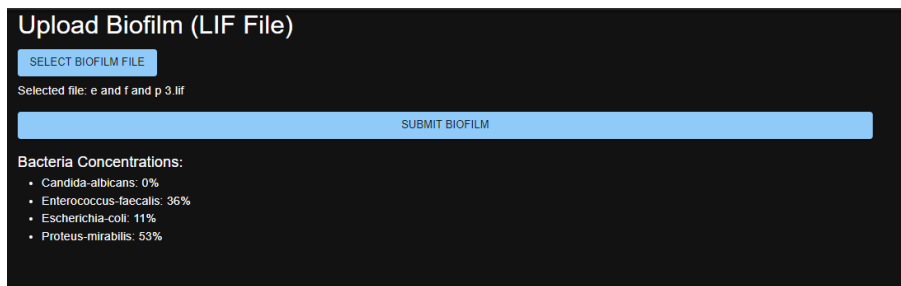 Upload Biofilm (LIF File)
SELECT BIOFILM FILE
Selected file: e and f and p 3.lif
SUBMIT BIOFILM
Bacteria Concentrations:
• Candida-albicans: 0%
• Enterococcus-faecalis: 36%
• Escherichia-coli: 11%
• Proteus-mirabilis: 53%